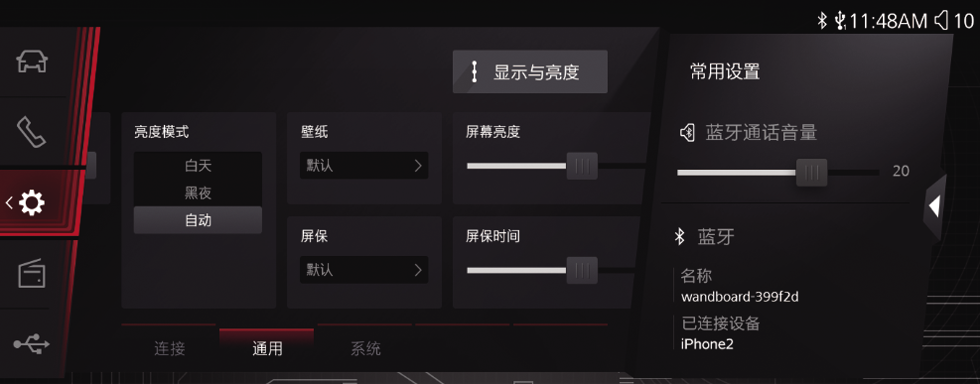 11:48AM 10
显示与亮度
亮度模式
白天
黑夜
自动
壁纸
默认
屏幕亮度
屏保
默认
屏保时间
连接
通用
系统
常用设置
蓝牙通话音量
20
蓝牙
名称
wandboard-399f2d
已连接设备
iPhone2